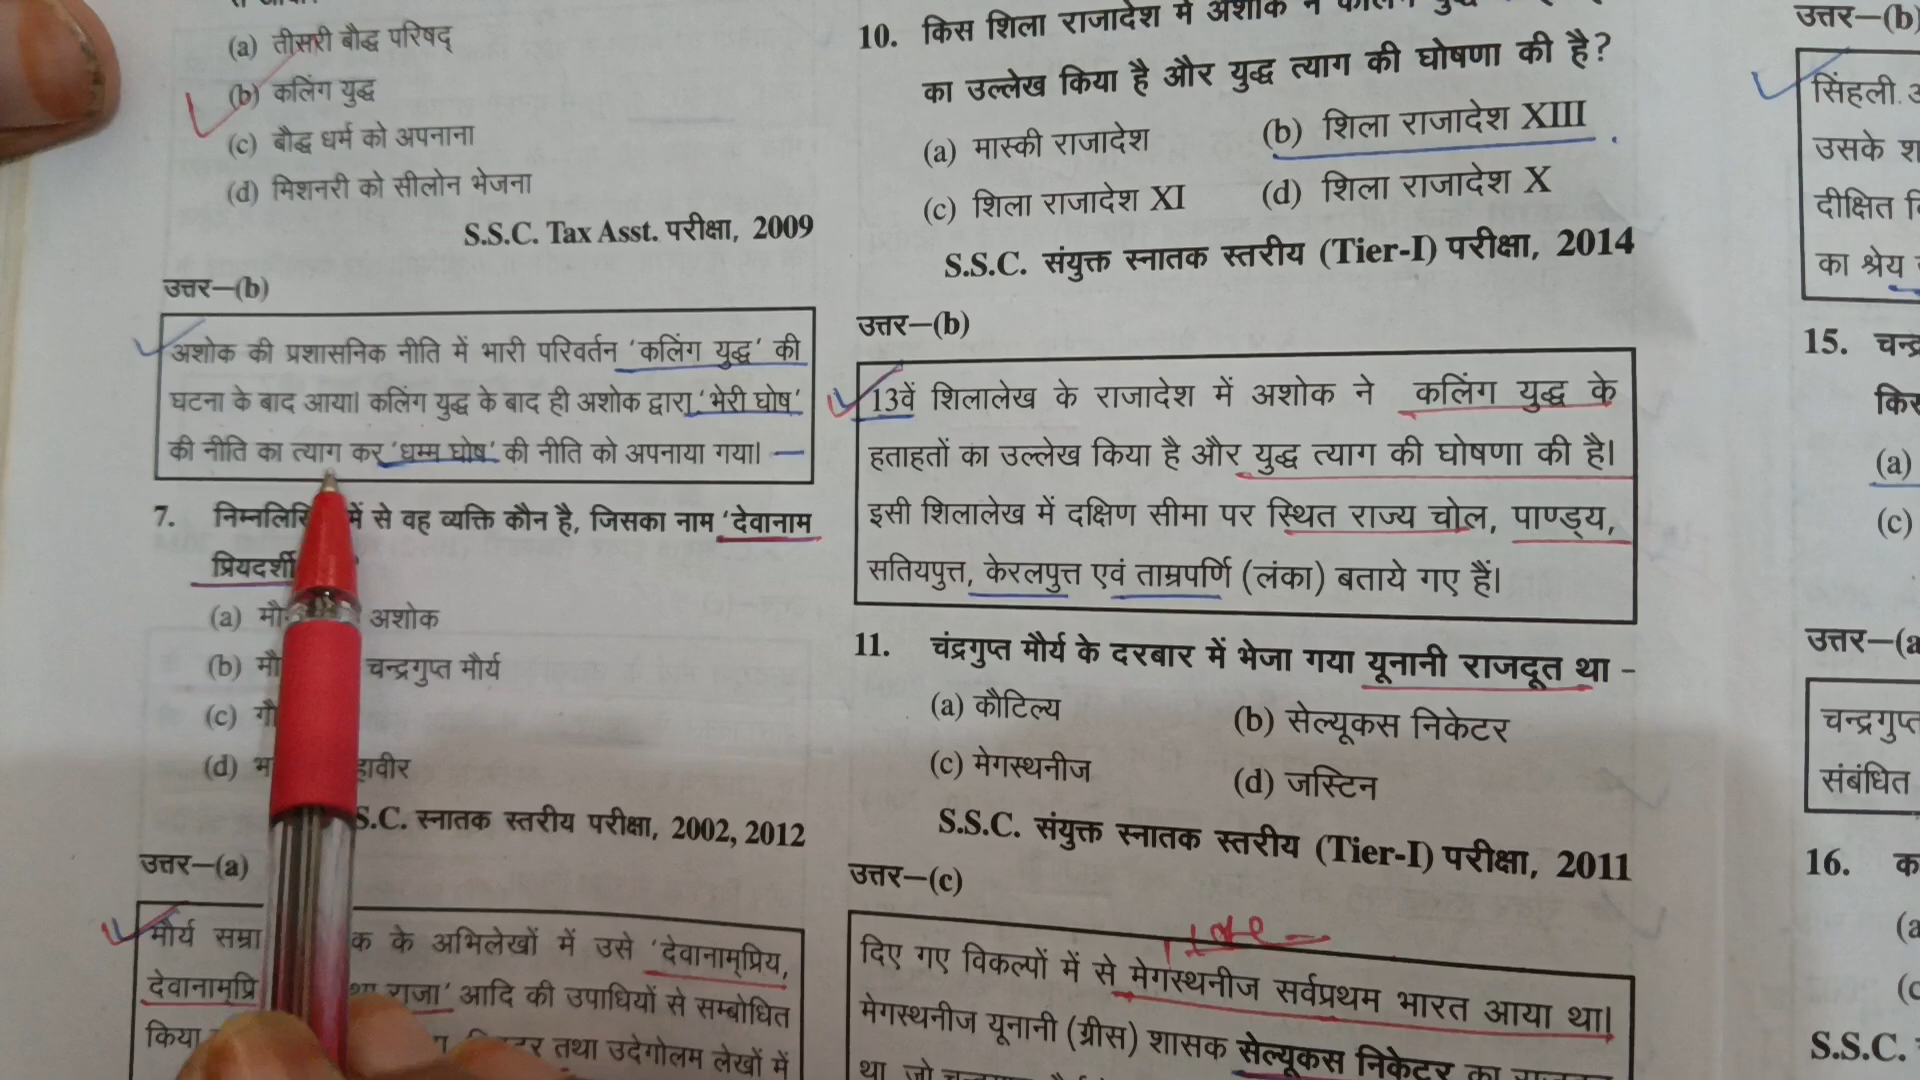 (a) तीसरी बौद्ध परिषद्
(b) कलिंग युद्ध
(c) बौद्ध धर्म को अपनाना
(d) मिशनरी को सीलोन भेजना
S.S.C. Tax Asst. परीक्षा, 2009
उत्तर–(b)
अशोक की प्रशासनिक नीति में भारी परिवर्तन 'कलिंग युद्ध' की
घटना के बाद आया। कलिंग युद्ध के बाद ही अशोक द्वारा 'भेरी घोष'
की नीति का त्याग कर 'धम्म घोष' की नीति को अपनाया गया।
7. में से वह व्यक्ति कौन है, जिसका नाम 'देवानाम
प्रियदर्शी
(a) अशोक
(b) चन्द्रगुप्त मौर्य
(c)
(d)
S.C. स्नातक स्तरीय परीक्षा, 2002, 2012
उत्तर–(a)
मौर्य के अभिलेखों में उसे 'देवानाम्प्रिय,
राजा' आदि की उपाधियों से सम्बोधित
किया तथा उदेगोलम लेखों में
10. किस शिला राजादेश में अशोक ने
का उल्लेख किया है और युद्ध त्याग की घोषणा की है?
(a) मास्की राजादेश (b) शिला राजादेश XIII
(c) शिला राजादेश XI (d) शिला राजादेश X
S.S.C. संयुक्त स्नातक स्तरीय (Tier-I) परीक्षा, 2014
उत्तर–(b)
13वें शिलालेख के राजादेश में अशोक ने कलिंग युद्ध के
हताहतों का उल्लेख किया है और युद्ध त्याग की घोषणा की है।
इसी शिलालेख में दक्षिण सीमा पर स्थित राज्य चोल, पाण्ड्य,
सतियपुत्त, केरलपुत्त एवं ताम्रपर्णि (लंका) बताये गए हैं।
11. चंद्रगुप्त मौर्य के दरबार में भेजा गया यूनानी राजदूत था -
(a) कौटिल्य (b) सेल्यूकस निकेटर
(c) मेगस्थनीज (d) जस्टिन
S.S.C. संयुक्त स्नातक स्तरीय (Tier-I) परीक्षा, 2011
उत्तर–(c)
दिए गए विकल्पों में से मेगस्थनीज सर्वप्रथम भारत आया था।
मेगस्थनीज यूनानी (ग्रीस) शासक सेल्यूकस निकेटर का
था, जो
उत्तर–(b)
सिंहली
उसके
दीक्षित
का श्रेय
15.
(a)
(c)
उत्तर–(a
चन्द्रगुप्त
संबंधित
16.
S.S.C.